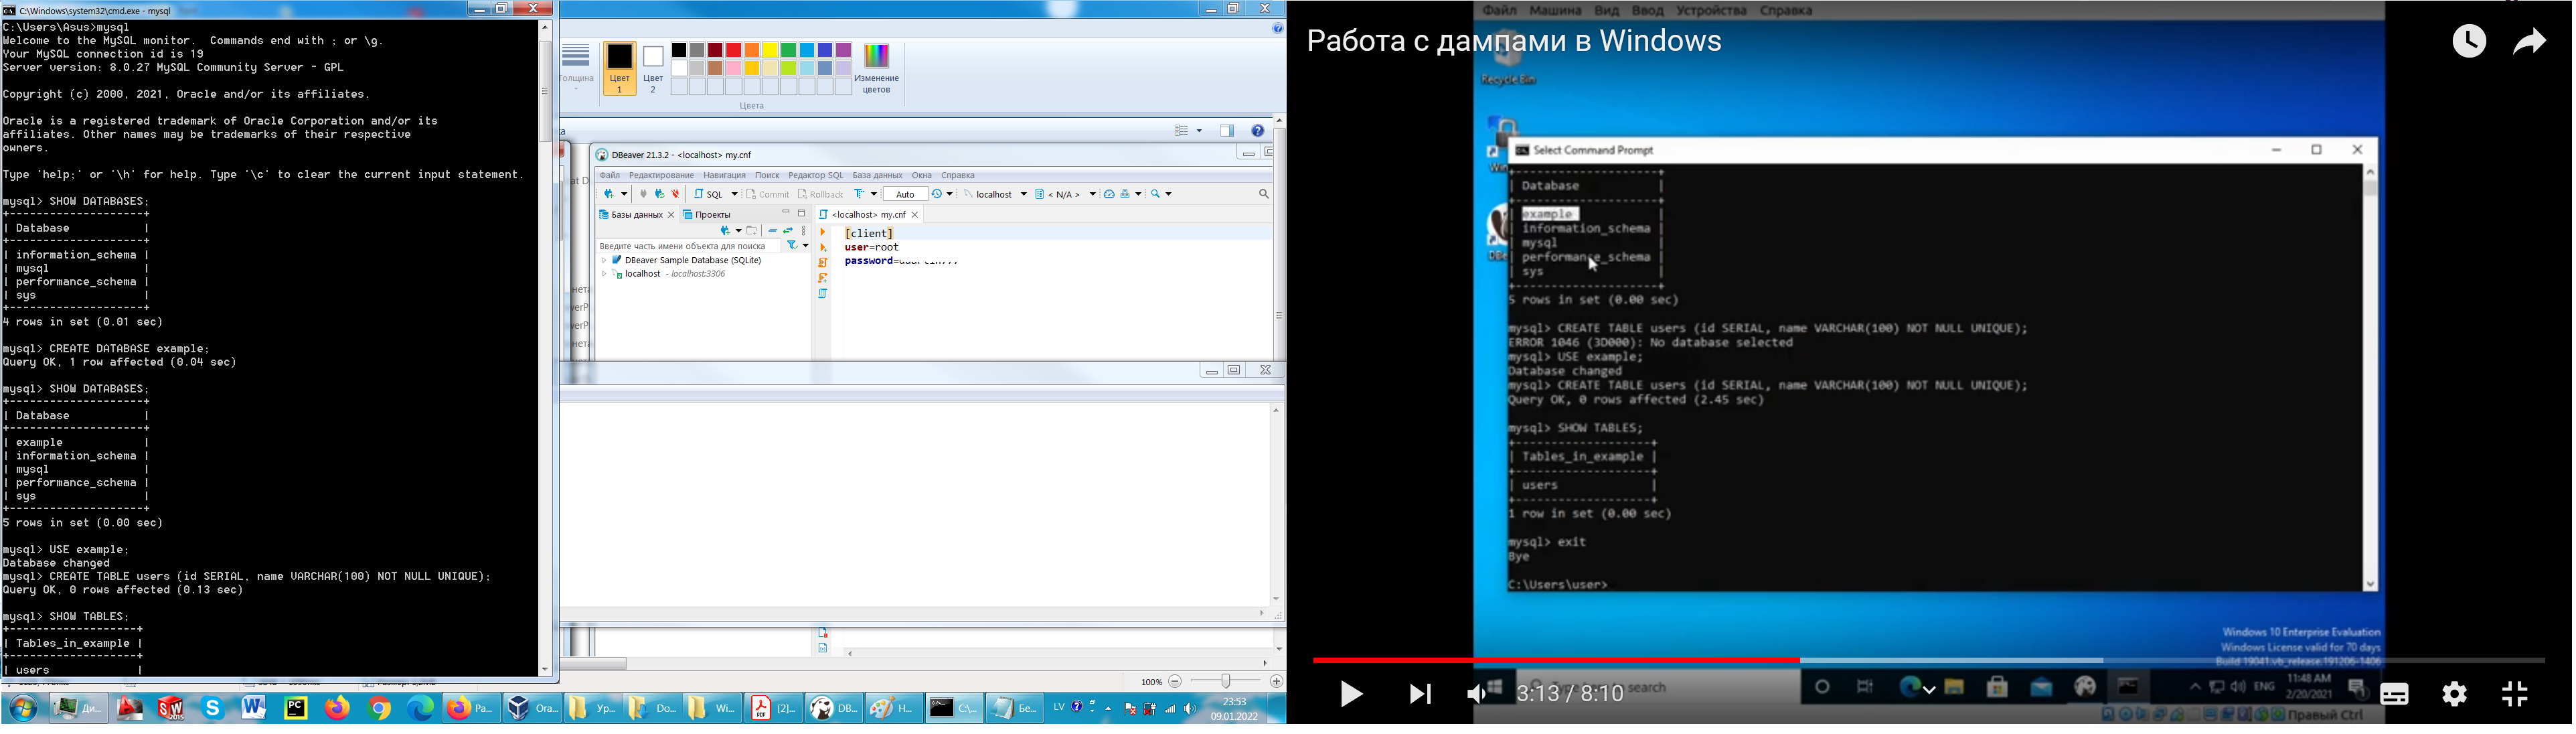 C:\Windows\system32\cmd.exe - mysql
C:\Users\Asus>mysql
Welcome to the MySQL monitor.  Commands end with ; or \g.
Your MySQL connection id is 19
Server version: 8.0.27 MySQL Community Server - GPL
Copyright (c) 2000, 2021, Oracle and/or its affiliates.
Oracle is a registered trademark of Oracle Corporation and/or its
affiliates. Other names may be trademarks of their respective
owners.
Type 'help;' or '\h' for help. Type '\c' to clear the current input statement.
mysql> SHOW DATABASES;
+--------------------+
| Database           |
+--------------------+
| information_schema |
| mysql              |
| performance_schema |
| sys                |
+--------------------+
4 rows in set (0.01 sec)
mysql> CREATE DATABASE example;
Query OK, 1 row affected (0.04 sec)
mysql> SHOW DATABASES;
+--------------------+
| Database           |
+--------------------+
| example            |
| information_schema |
| mysql              |
| performance_schema |
| sys                |
+--------------------+
5 rows in set (0.00 sec)
mysql> USE example;
Database changed
mysql> CREATE TABLE users (id SERIAL, name VARCHAR(100) NOT NULL UNIQUE);
Query OK, 0 rows affected (0.13 sec)
mysql> SHOW TABLES;
+-------------------+
| Tables_in_example |
+-------------------+
| users             |
Толщина
Цвет
1
Цвет
2
Изменение
цветов
Цвета
DBeaver 21.3.2 - <localhost> my.cnf
Файл Редактирование Навигация Поиск Редактор SQL База данных Окна Справка
SQL Commit Rollback Auto localhost < N/A >
Базы данных Проекты
<localhost> my.cnf
Введите часть имени объекта для поиска
DBeaver Sample Database (SQLite)
localhost - localhost:3306
[client]
user=root
password=
100%
Ди...
Ра...
Ora...
Ур...
Do...
Wi...
[2]...
DB...
Н...
C:\...
Бе...
LV
23:53
09.01.2022
Файл Машина Вид Ввод Устройства Справка
Работа с дампами в Windows
Recycle Bin
Select Command Prompt
+--------------------+
| Database           |
+--------------------+
| example            |
| information_schema |
| mysql              |
| performance_schema |
| sys                |
+--------------------+
5 rows in set (0.00 sec)
mysql> CREATE TABLE users (id SERIAL, name VARCHAR(100) NOT NULL UNIQUE);
ERROR 1046 (3D000): No database selected
mysql> USE example;
Database changed
mysql> CREATE TABLE users (id SERIAL, name VARCHAR(100) NOT NULL UNIQUE);
Query OK, 0 rows affected (2.45 sec)
mysql> SHOW TABLES;
+-------------------+
| Tables_in_example |
+-------------------+
| users             |
+-------------------+
1 row in set (0.00 sec)
mysql> exit
Bye
C:\Users\user>
Windows 10 Enterprise Evaluation
Windows License valid for 70 days
Build 19041.vb_release.191206-1406
3:13 / 8:10
search
ENG
11:48 AM
2/20/2021
Правый Ctrl